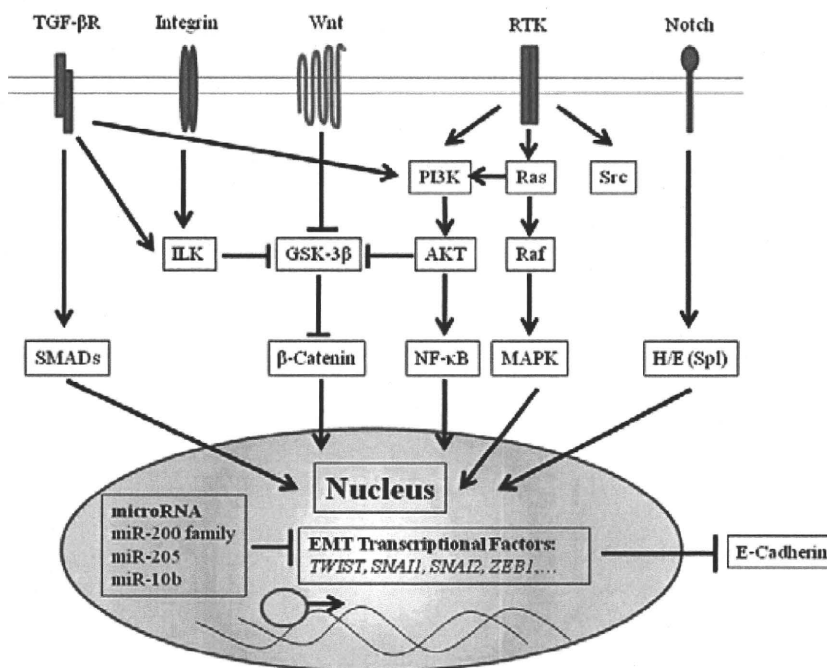 TGF-βR
Integrin
Wnt
RTK
Notch
PI3K
Ras
Src
ILK
GSK-3β
AKT
Raf
SMADs
β-Catenin
NF-κB
MAPK
H/E (Spl)
Nucleus
microRNA
miR-200 family
miR-205
miR-10b
EMT Transcriptional Factors:
TWIST, SNAI1, SNAI2, ZEB1,...
E-Cadherin